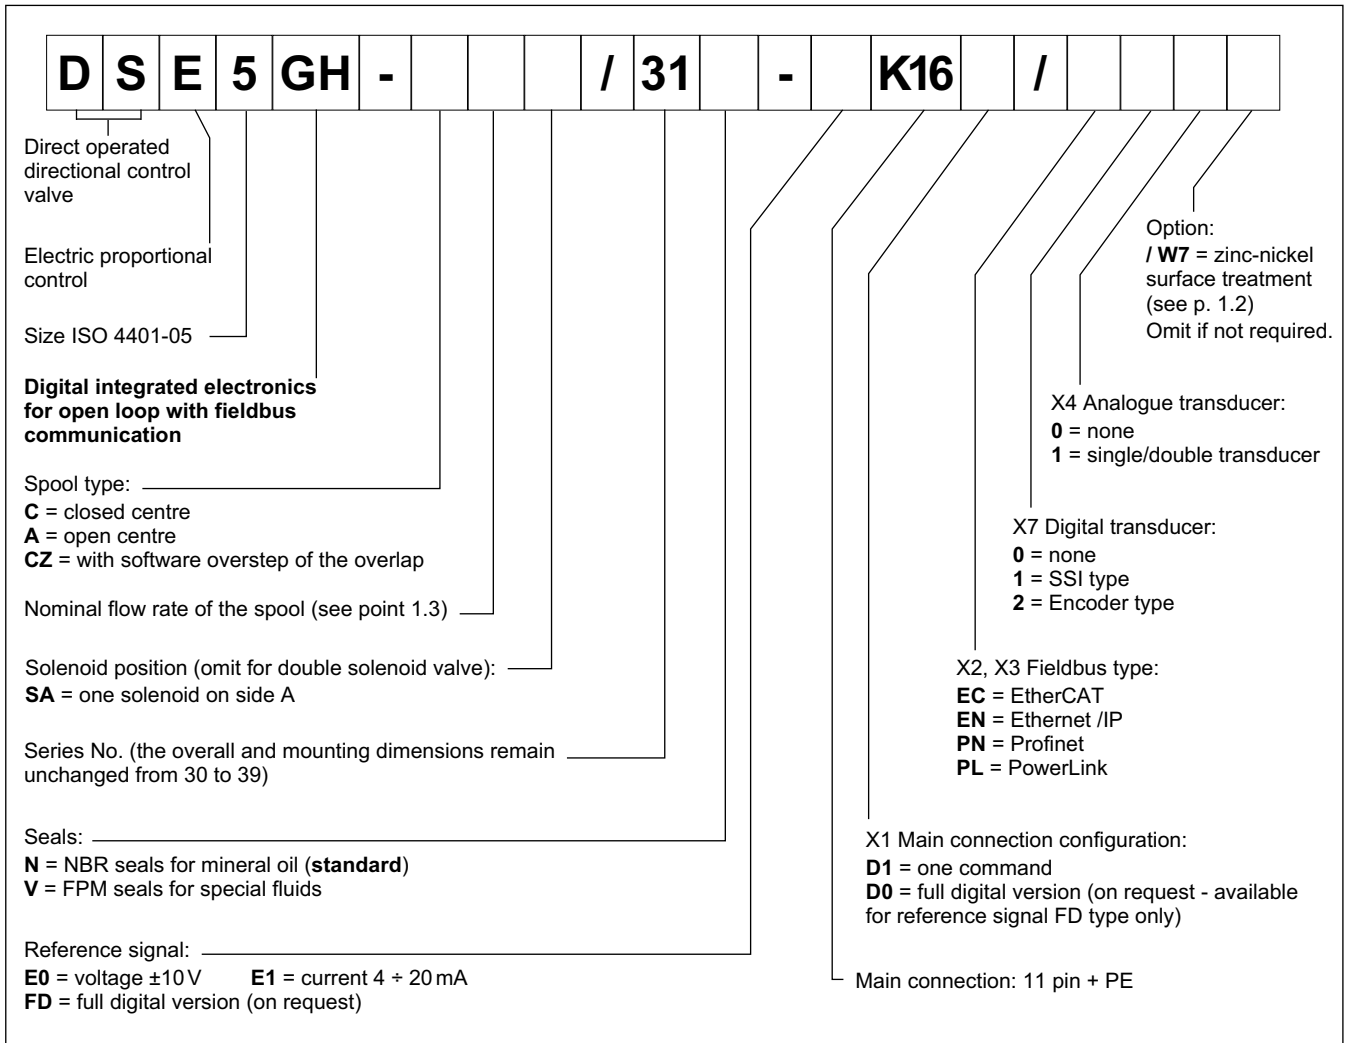 D S E 5 GH - / 31 - K16 /
Direct operated
directional control
valve
Electric proportional
control
Size ISO 4401-05
Digital integrated electronics
for open loop with fieldbus
communication
Spool type:
C = closed centre
A = open centre
CZ = with software overstep of the overlap
Nominal flow rate of the spool (see point 1.3)
Solenoid position (omit for double solenoid valve):
SA = one solenoid on side A
Series No. (the overall and mounting dimensions remain
unchanged from 30 to 39)
Seals:
N = NBR seals for mineral oil (standard)
V = FPM seals for special fluids
Reference signal:
E0 = voltage ±10 V E1 = current 4 ÷ 20 mA
FD = full digital version (on request)
Option:
/ W7 = zinc-nickel
surface treatment
(see p. 1.2)
Omit if not required.
X4 Analogue transducer:
0 = none
1 = single/double transducer
X7 Digital transducer:
0 = none
1 = SSI type
2 = Encoder type
X2, X3 Fieldbus type:
EC = EtherCAT
EN = Ethernet /IP
PN = Profinet
PL = PowerLink
X1 Main connection configuration:
D1 = one command
D0 = full digital version (on request - available
for reference signal FD type only)
Main connection: 11 pin + PE